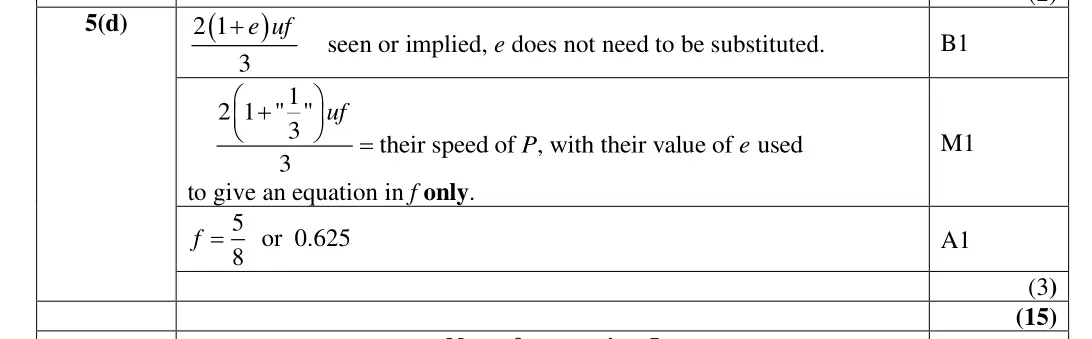 (2)
5(d)
2(1+e)uf / 3 seen or implied, e does not need to be substituted. B1
2(1+"1/3")uf / 3 = their speed of P, with their value of e used M1
to give an equation in f only.
f = 5/8 or 0.625 A1
(3)
(15)